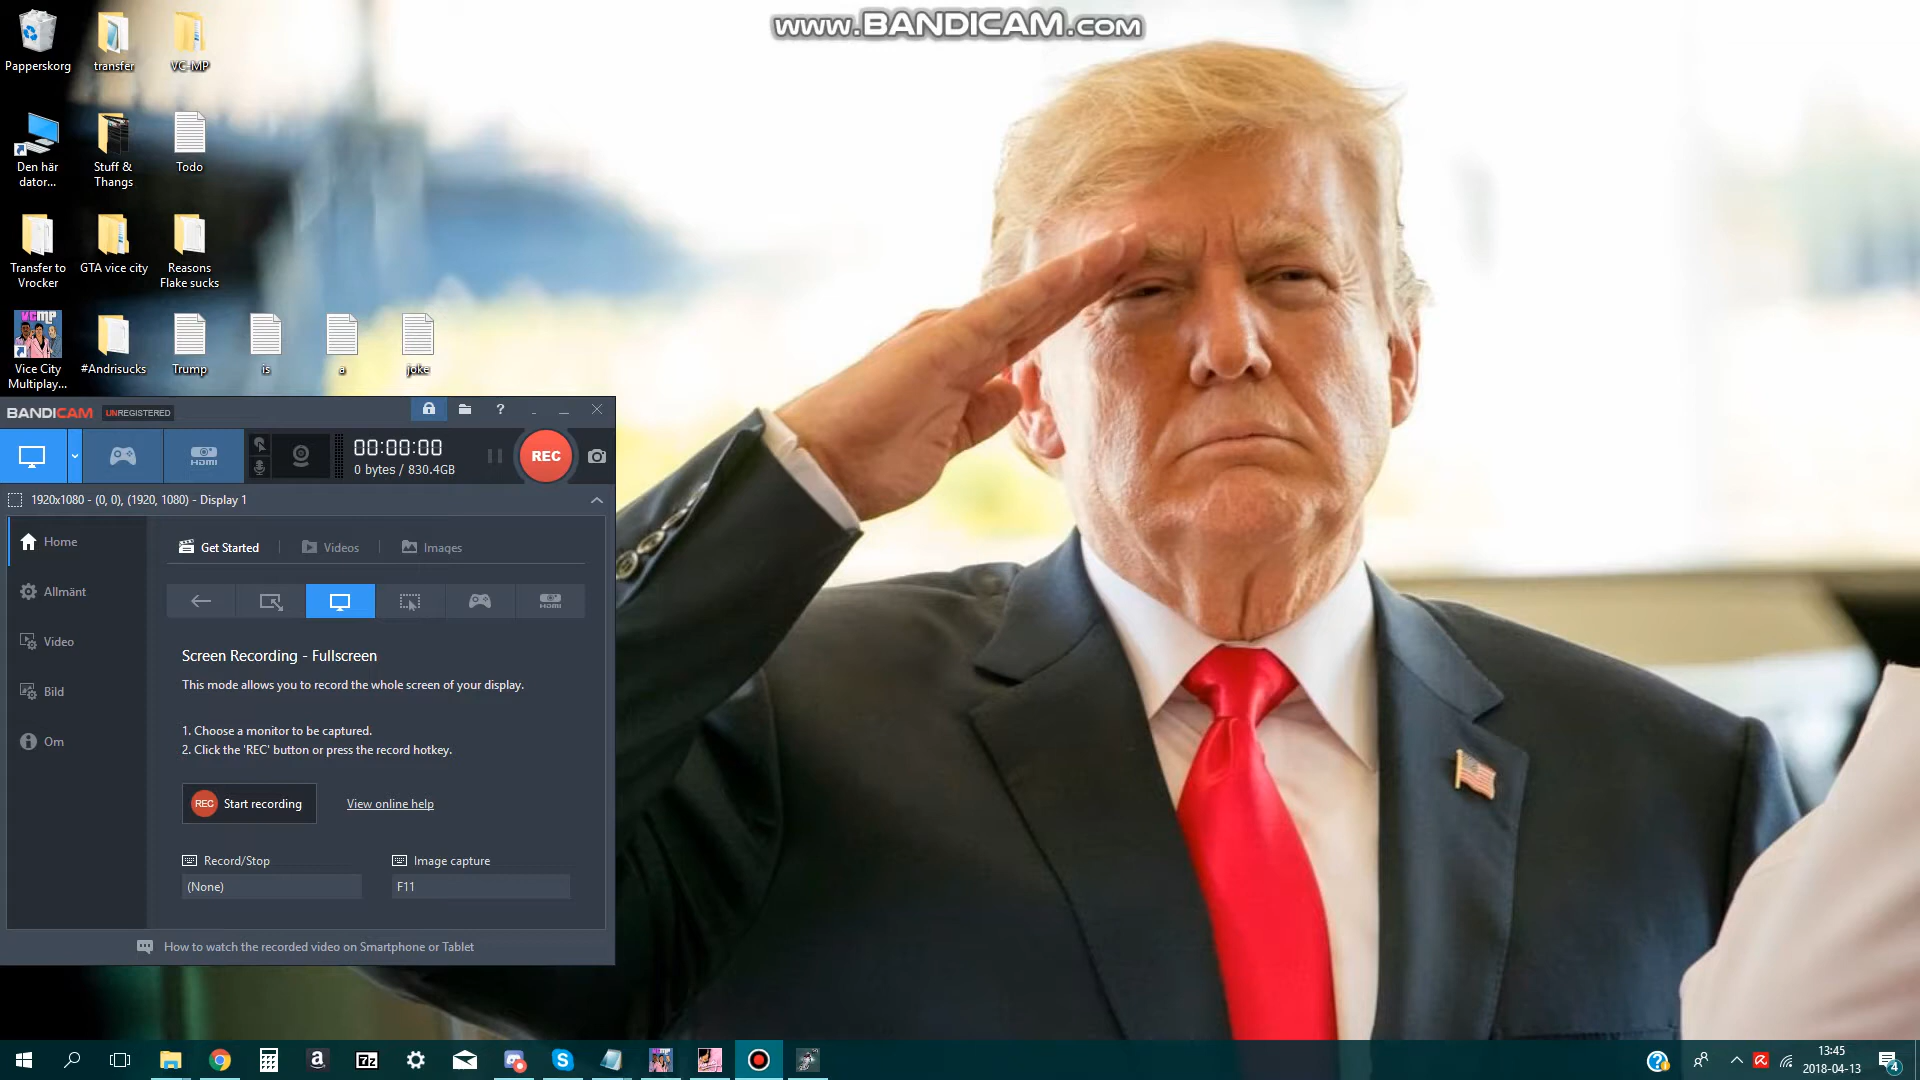 www.BANDICAM.com
Papperskorg
transfer
VC-MP
Den här
dator...
Stuff &
Thangs
Todo
Transfer to
Vrocker
GTA vice city
Reasons
Flake sucks
VCMP
Vice City
Multiplay...
#Andrisucks
Trump
is
a
joke
BANDICAM UNREGISTERED
?
HDMI
00:00:00
0 bytes / 830.4GB
REC
1920x1080 - (0, 0), (1920, 1080) - Display 1
Home
Allmänt
Video
Bild
Om
Get Started
Videos
Images
HDMI
Screen Recording - Fullscreen
This mode allows you to record the whole screen of your display.
1. Choose a monitor to be captured.
2. Click the 'REC' button or press the record hotkey.
REC Start recording
View online help
Record/Stop
Image capture
(None)
F11
How to watch the recorded video on Smartphone or Tablet
7z
13:45
2018-04-13
4